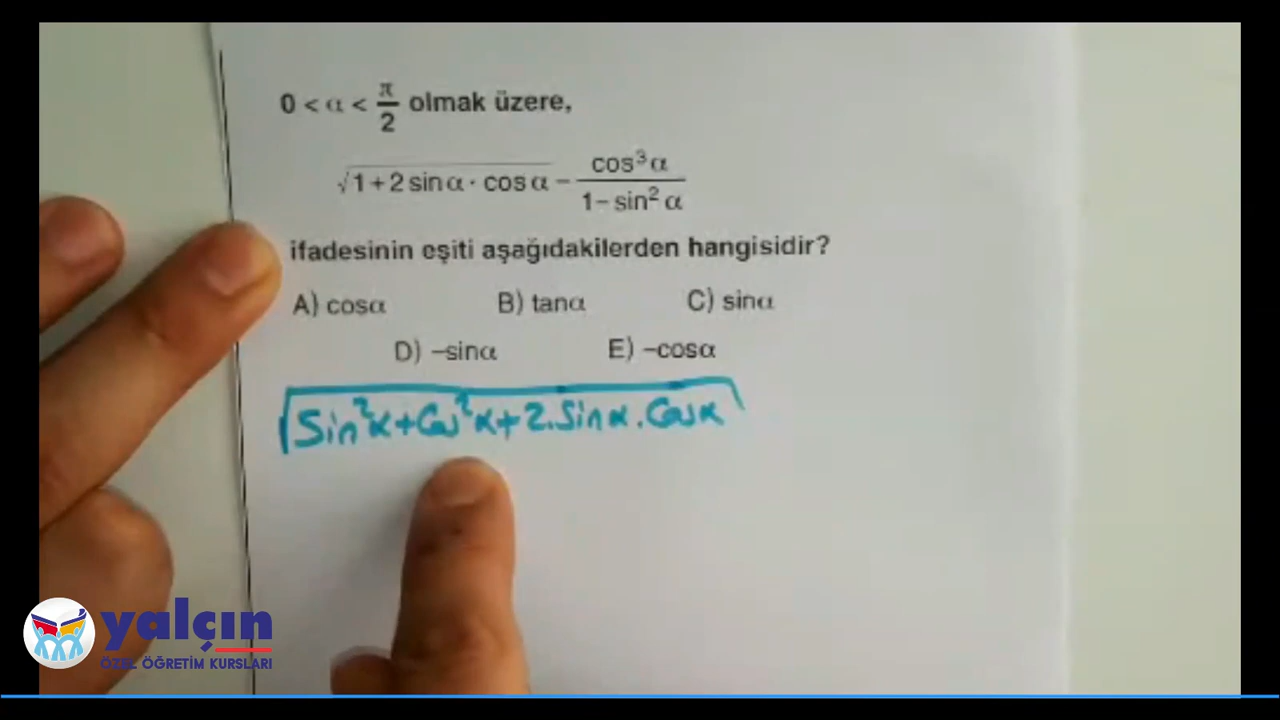 0 < α < π/2 olmak üzere,
√1 + 2 sinα · cosα − cos³α / 1 − sin²α
ifadesinin eşiti aşağıdakilerden hangisidir?
A) cosα B) tanα C) sinα
D) −sinα E) −cosα
√Sin²α+Cos²α+2.Sinα.Cosα
yalçın
ÖZEL ÖĞRETİM KURSLARI